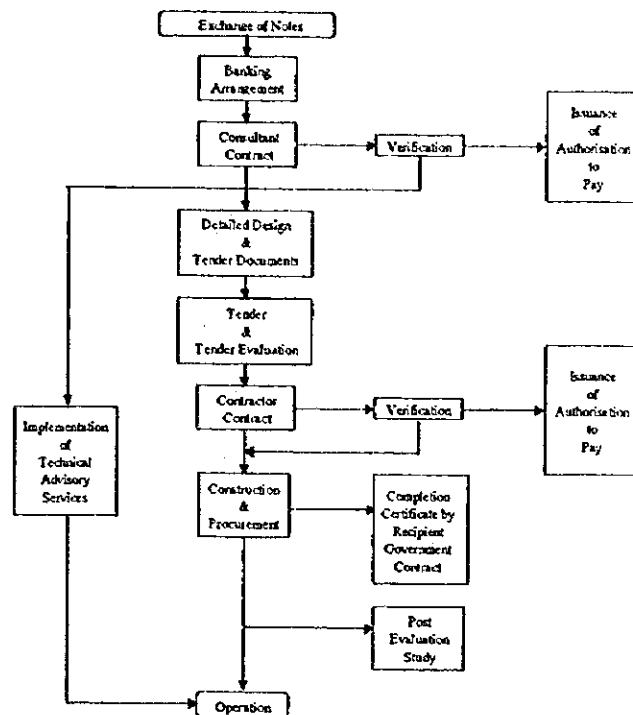 Exchange of Notes
Banking
Arrangement
Consultant
Contract
Verification
Issuance
of
Authorisation
to
Pay
Detailed Design
&
Tender Documents
Tender
&
Tender Evaluation
Contractor
Contract
Verification
Issuance
of
Authorisation
to
Pay
Implementation
of
Technical
Advisory
Services
Construction
&
Procurement
Completion
Certificate by
Recipient
Government
Contract
Post
Evaluation
Study
Operation